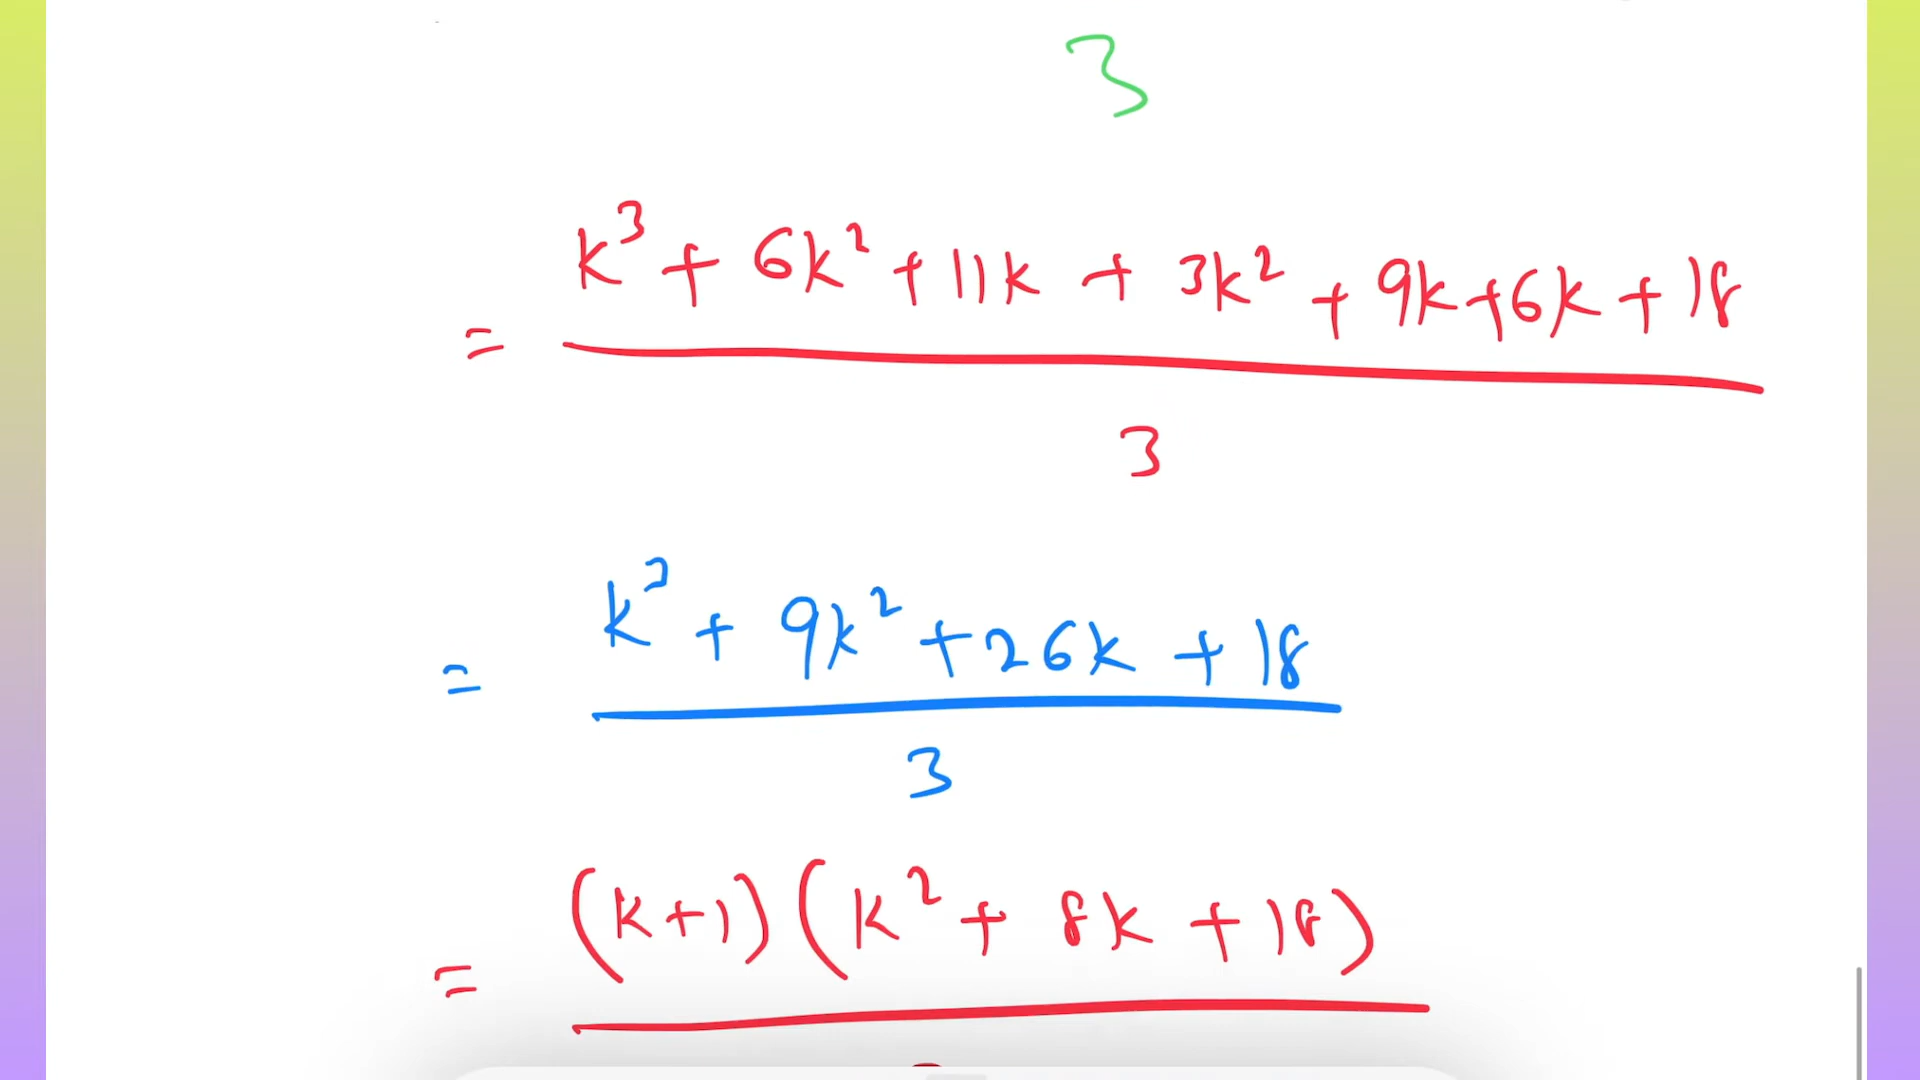 3
= k³ + 6k² + 11k + 3k² + 9k + 6k + 18
3
= k³ + 9k² + 26k + 18
3
= (k+1)(k² + 8k + 18)